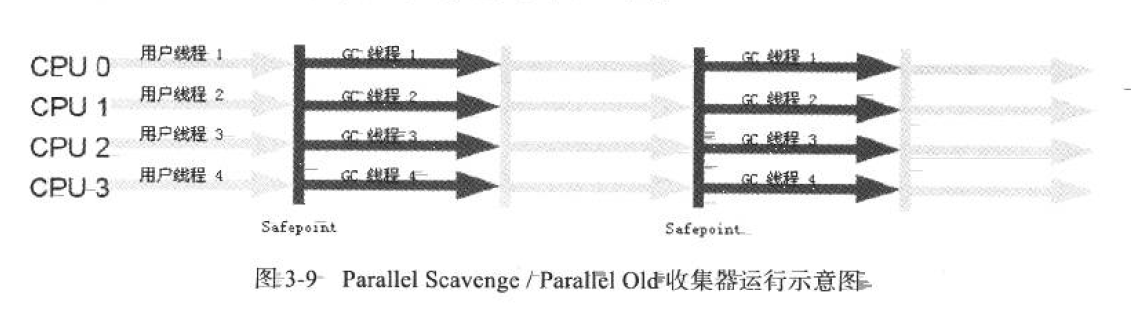 CPU 0 用户线程 1 GC 线程 1 GC 线程 1
CPU 1 用户线程 2 GC 线程 2 GC 线程 2
CPU 2 用户线程 3 GC 线程 3 GC 线程 3
CPU 3 用户线程 4 GC 线程 4 GC 线程 4
Safepoint Safepoint
图 3-9 Parallel Scavenge / Parallel Old 收集器运行示意图